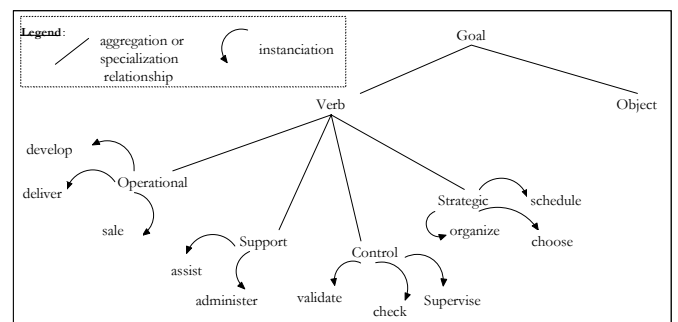 Legend:
aggregation or
specialization
relationship
instanciation
Goal
Verb
Object
develop
Operational
deliver
sale
Strategic
schedule
organize
choose
Support
assist
administer
Control
validate
check
Supervise